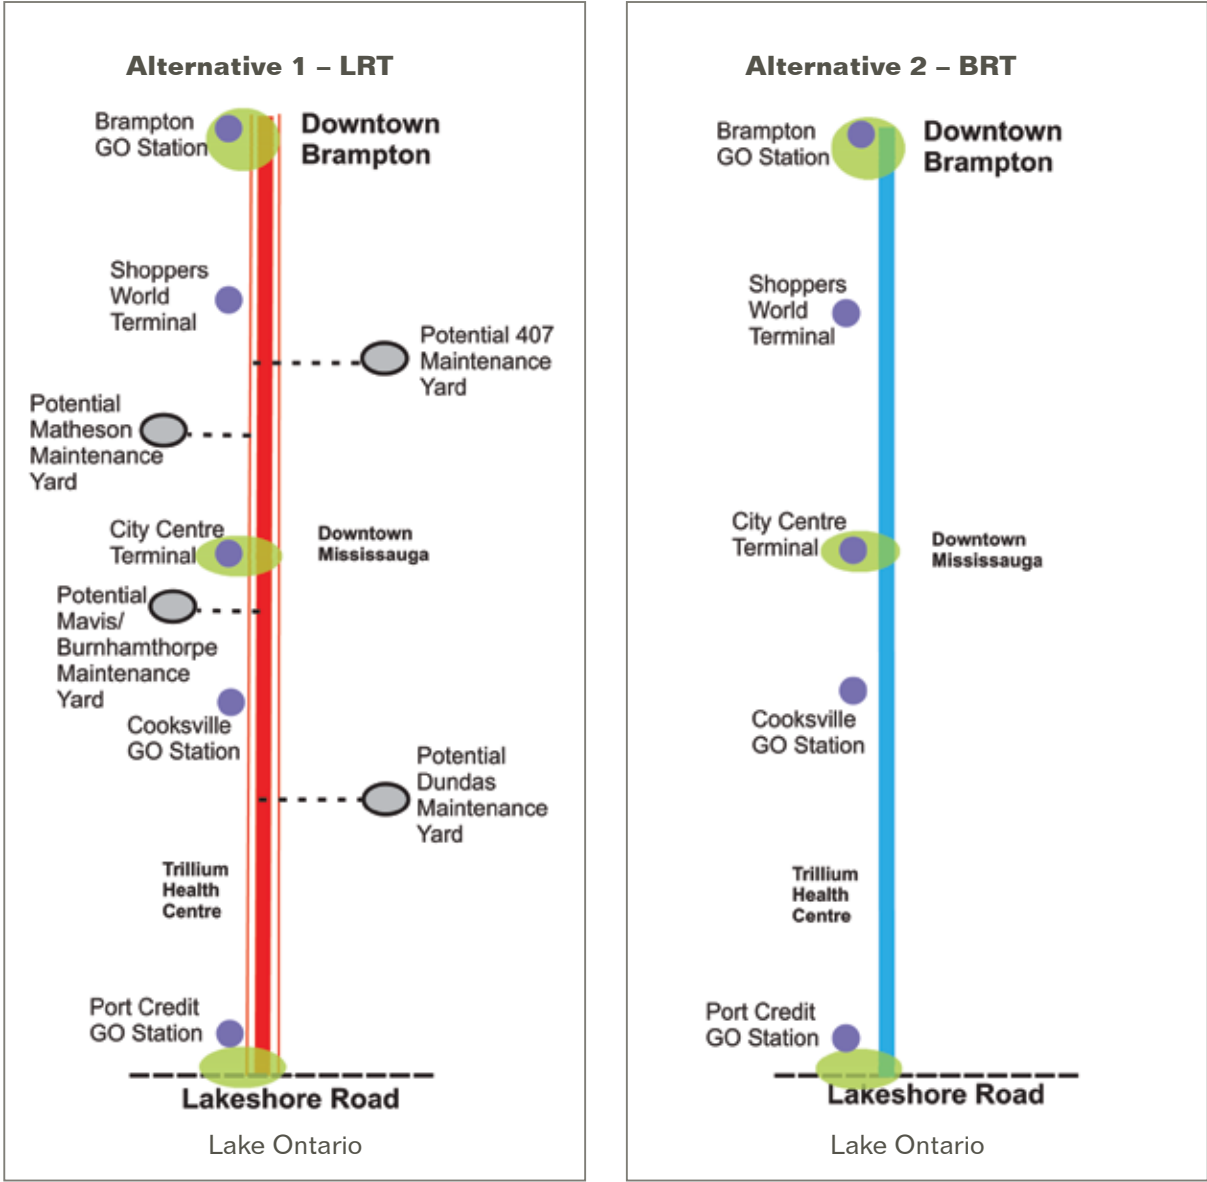 Alternative 1 – LRT
Brampton
GO Station
Downtown
Brampton
Shoppers
World
Terminal
Potential 407
Maintenance
Yard
Potential
Matheson
Maintenance
Yard
City Centre
Terminal
Downtown
Mississauga
Potential
Mavis/
Burnhamthorpe
Maintenance
Yard
Cooksville
GO Station
Potential
Dundas
Maintenance
Yard
Trillium
Health
Centre
Port Credit
GO Station
Lakeshore Road
Lake Ontario
Alternative 2 – BRT
Brampton
GO Station
Downtown
Brampton
Shoppers
World
Terminal
City Centre
Terminal
Downtown
Mississauga
Cooksville
GO Station
Trillium
Health
Centre
Port Credit
GO Station
Lakeshore Road
Lake Ontario